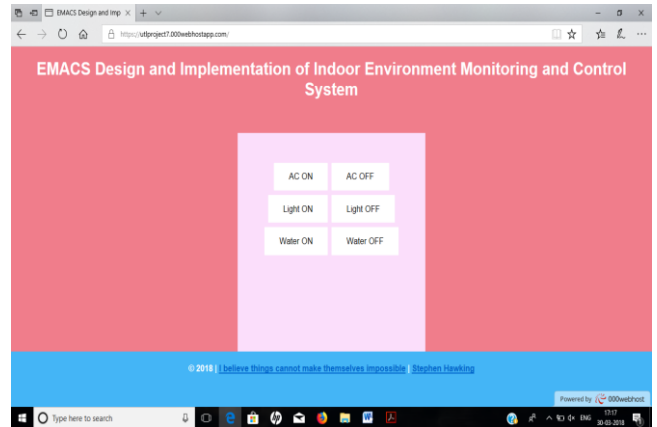 EMACS Design and Imp
https://utlproject7.000webhostapp.com/
EMACS Design and Implementation of Indoor Environment Monitoring and Control
System
AC ON AC OFF
Light ON Light OFF
Water ON Water OFF
© 2018 | I believe things cannot make themselves impossible | Stephen Hawking
Powered by 000webhost
Type here to search
ENG
17:17
30-03-2018